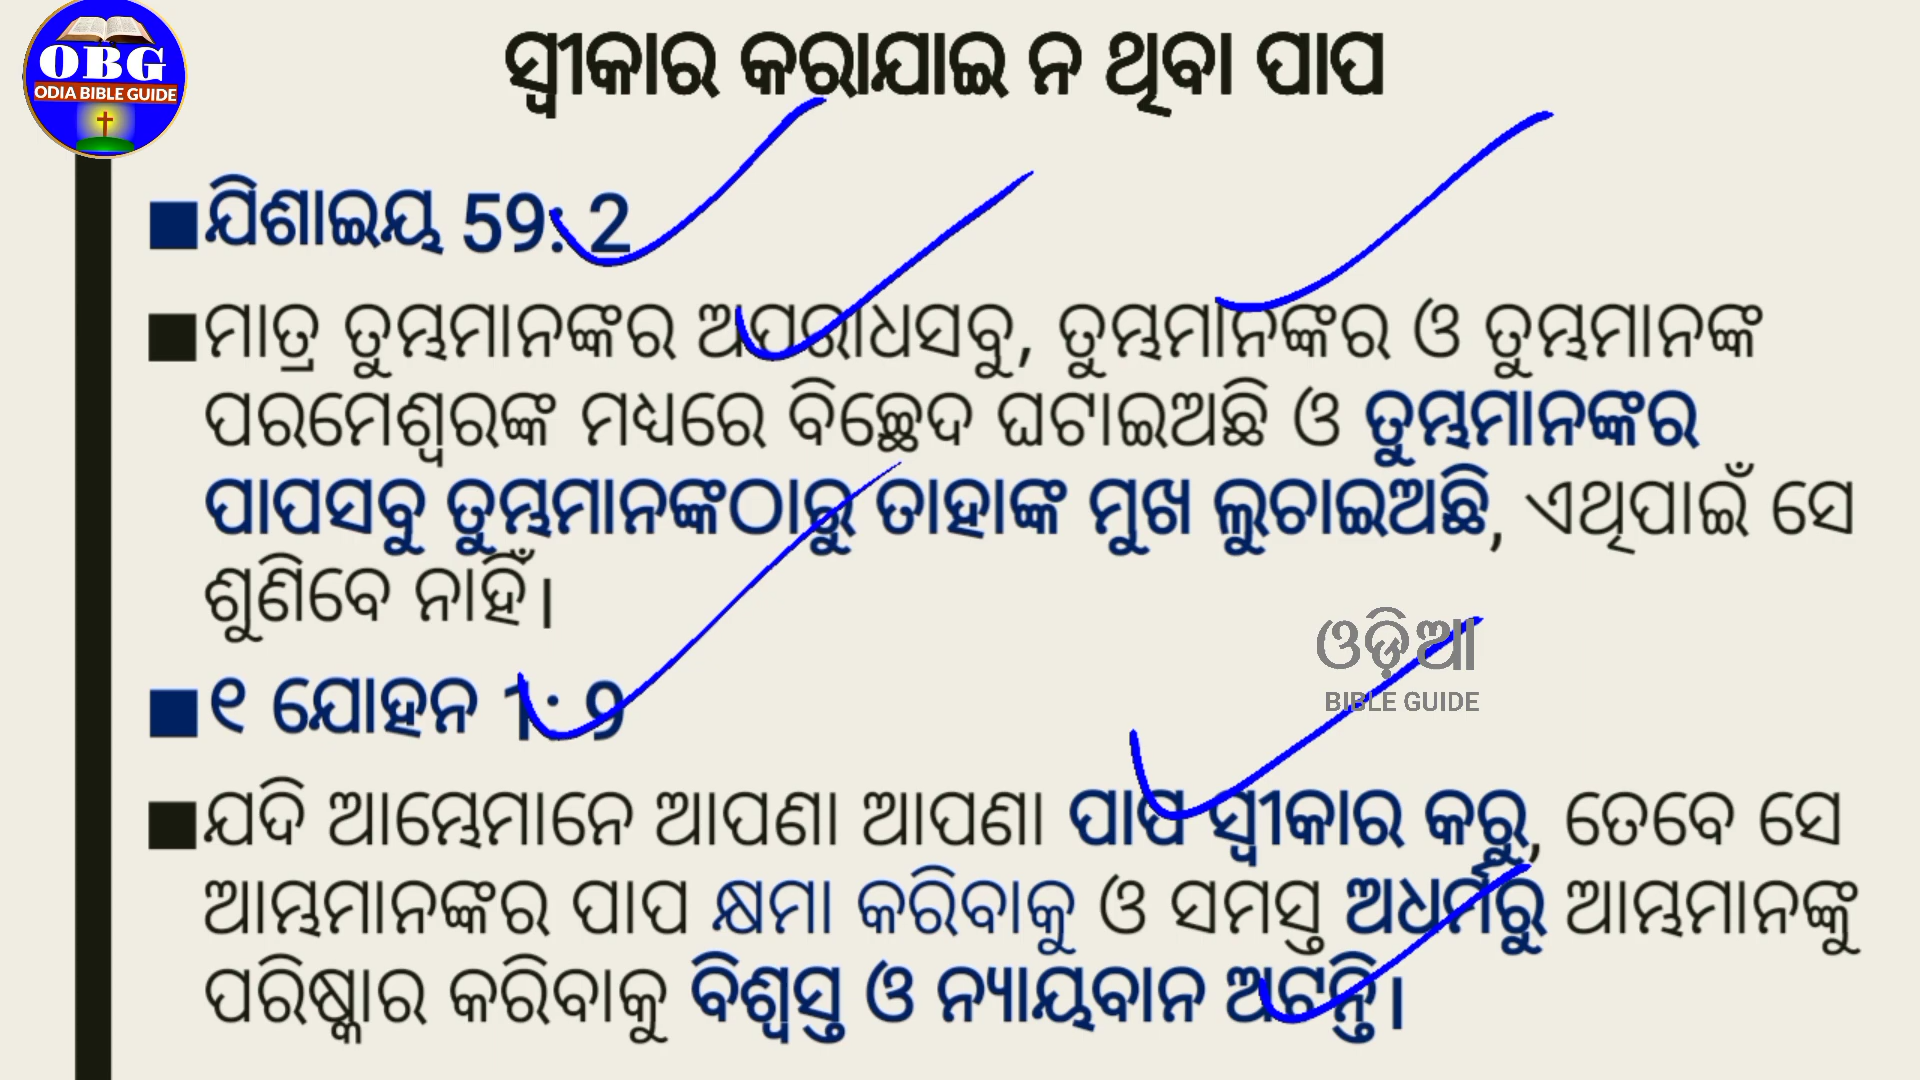 OBG
ODIA BIBLE GUIDE
ସ୍ୱୀକାର କରାଯାଇ ନ ଥିବା ପାପ
ଯିଶାଇୟ 59: 2
ମାତ୍ର ତୁମ୍ଭମାନଙ୍କର ଅପରାଧସବୁ, ତୁମ୍ଭମାନଙ୍କର ଓ ତୁମ୍ଭମାନଙ୍କ
ପରମେଶ୍ୱରଙ୍କ ମଧ୍ୟରେ ବିଚ୍ଛେଦ ଘଟାଇଅଛି ଓ ତୁମ୍ଭମାନଙ୍କର
ପାପସବୁ ତୁମ୍ଭମାନଙ୍କଠାରୁ ତାହାଙ୍କ ମୁଖ ଲୁଚାଇଅଛି, ଏଥିପାଇଁ ସେ
ଶୁଣିବେ ନାହିଁ।
୧ ଯୋହନ 1: 9
ଓଡ଼ିଆ
BIBLE GUIDE
ଯଦି ଆମ୍ଭେମାନେ ଆପଣା ଆପଣା ପାପ ସ୍ୱୀକାର କରୁ, ତେବେ ସେ
ଆମ୍ଭମାନଙ୍କର ପାପ କ୍ଷମା କରିବାକୁ ଓ ସମସ୍ତ ଅଧର୍ମରୁ ଆମ୍ଭମାନଙ୍କୁ
ପରିଷ୍କାର କରିବାକୁ ବିଶ୍ୱସ୍ତ ଓ ନ୍ୟାୟବାନ ଅଟନ୍ତି।